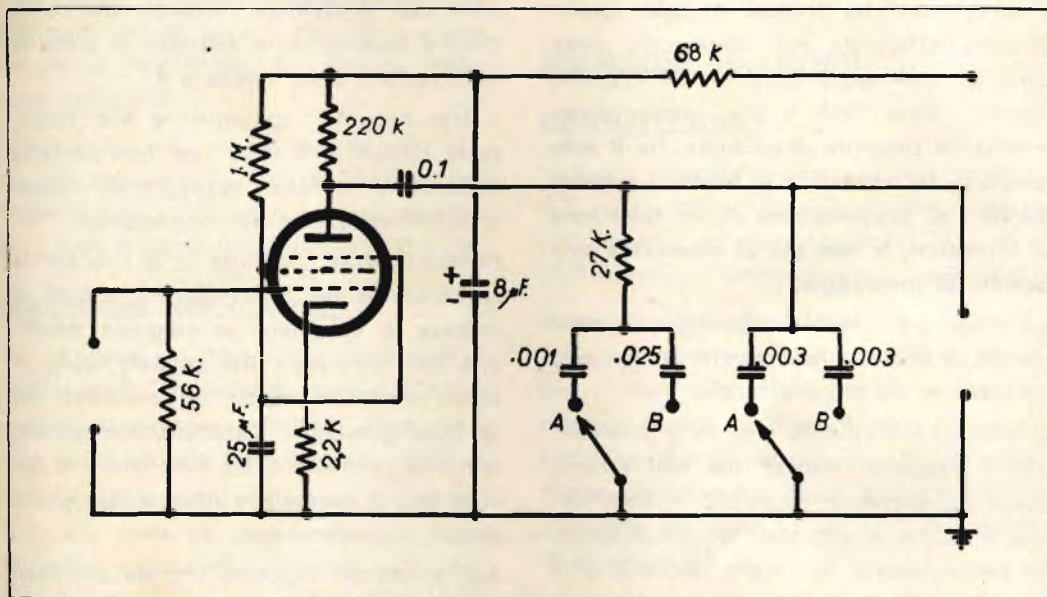 68 K
220 k
1 M.
0.1
27 K.
+
-
8 µF.
.001
.025
.003
.003
A
B
A
B
56 K
25 µF.
2,2 K